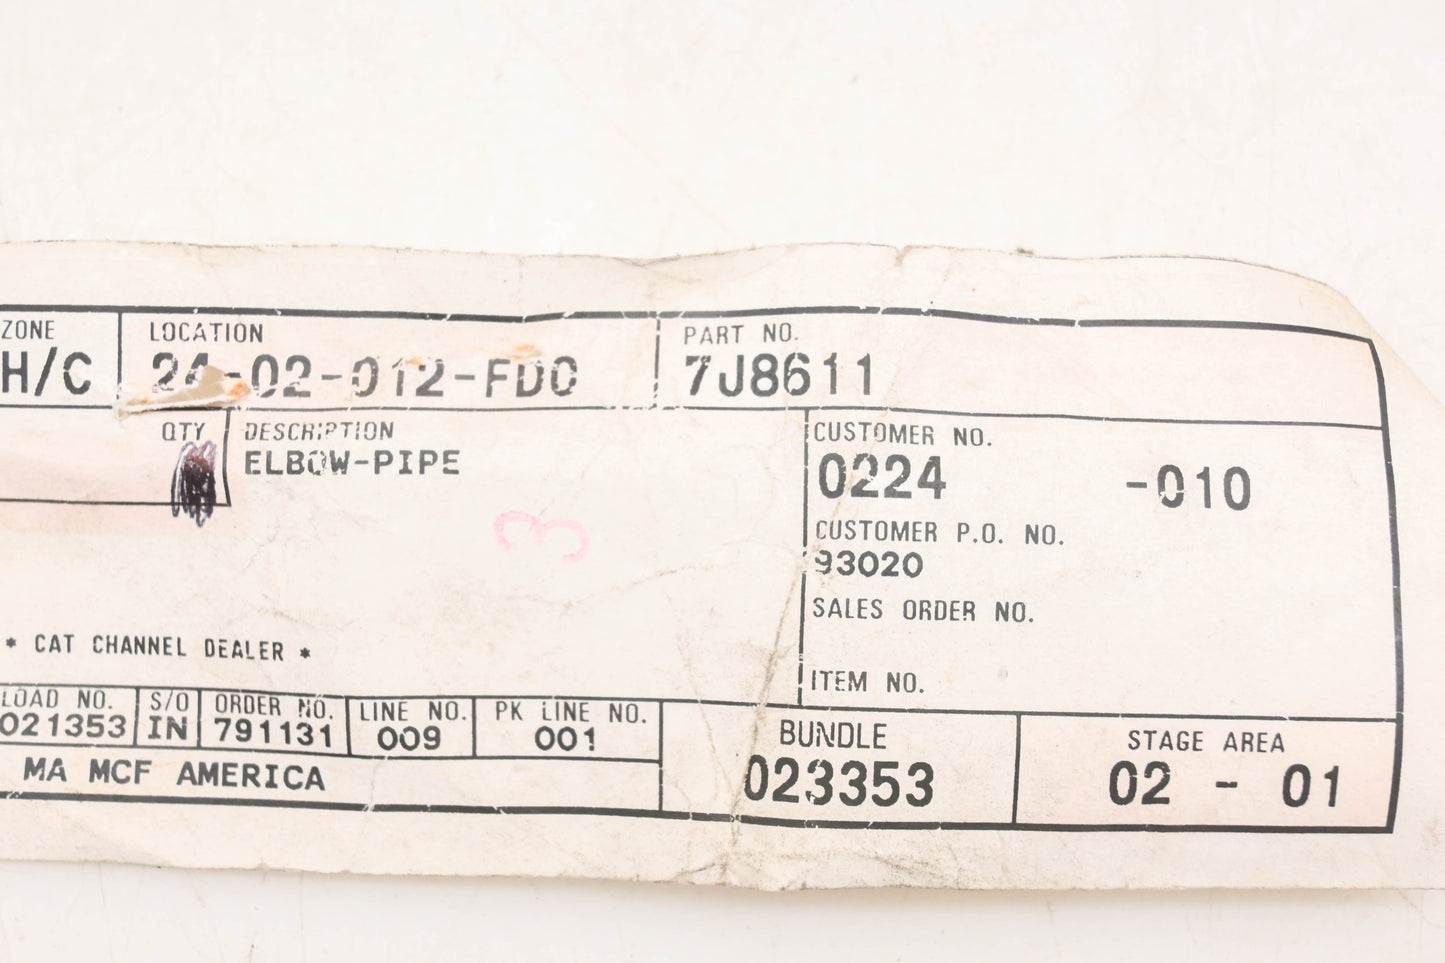 ZONE LOCATION PART NO.
H/C 24-02-012-FD0 7J8611
QTY DESCRIPTION CUSTOMER NO.
ELBOW-PIPE 0224 -010
3
CUSTOMER P.O. NO.
93020
SALES ORDER NO.
* CAT CHANNEL DEALER *
ITEM NO.
LOAD NO. S/O ORDER NO. LINE NO. PK LINE NO. BUNDLE STAGE AREA
021353 IN 791131 009 001 023353 02 - 01
MA MCF AMERICA